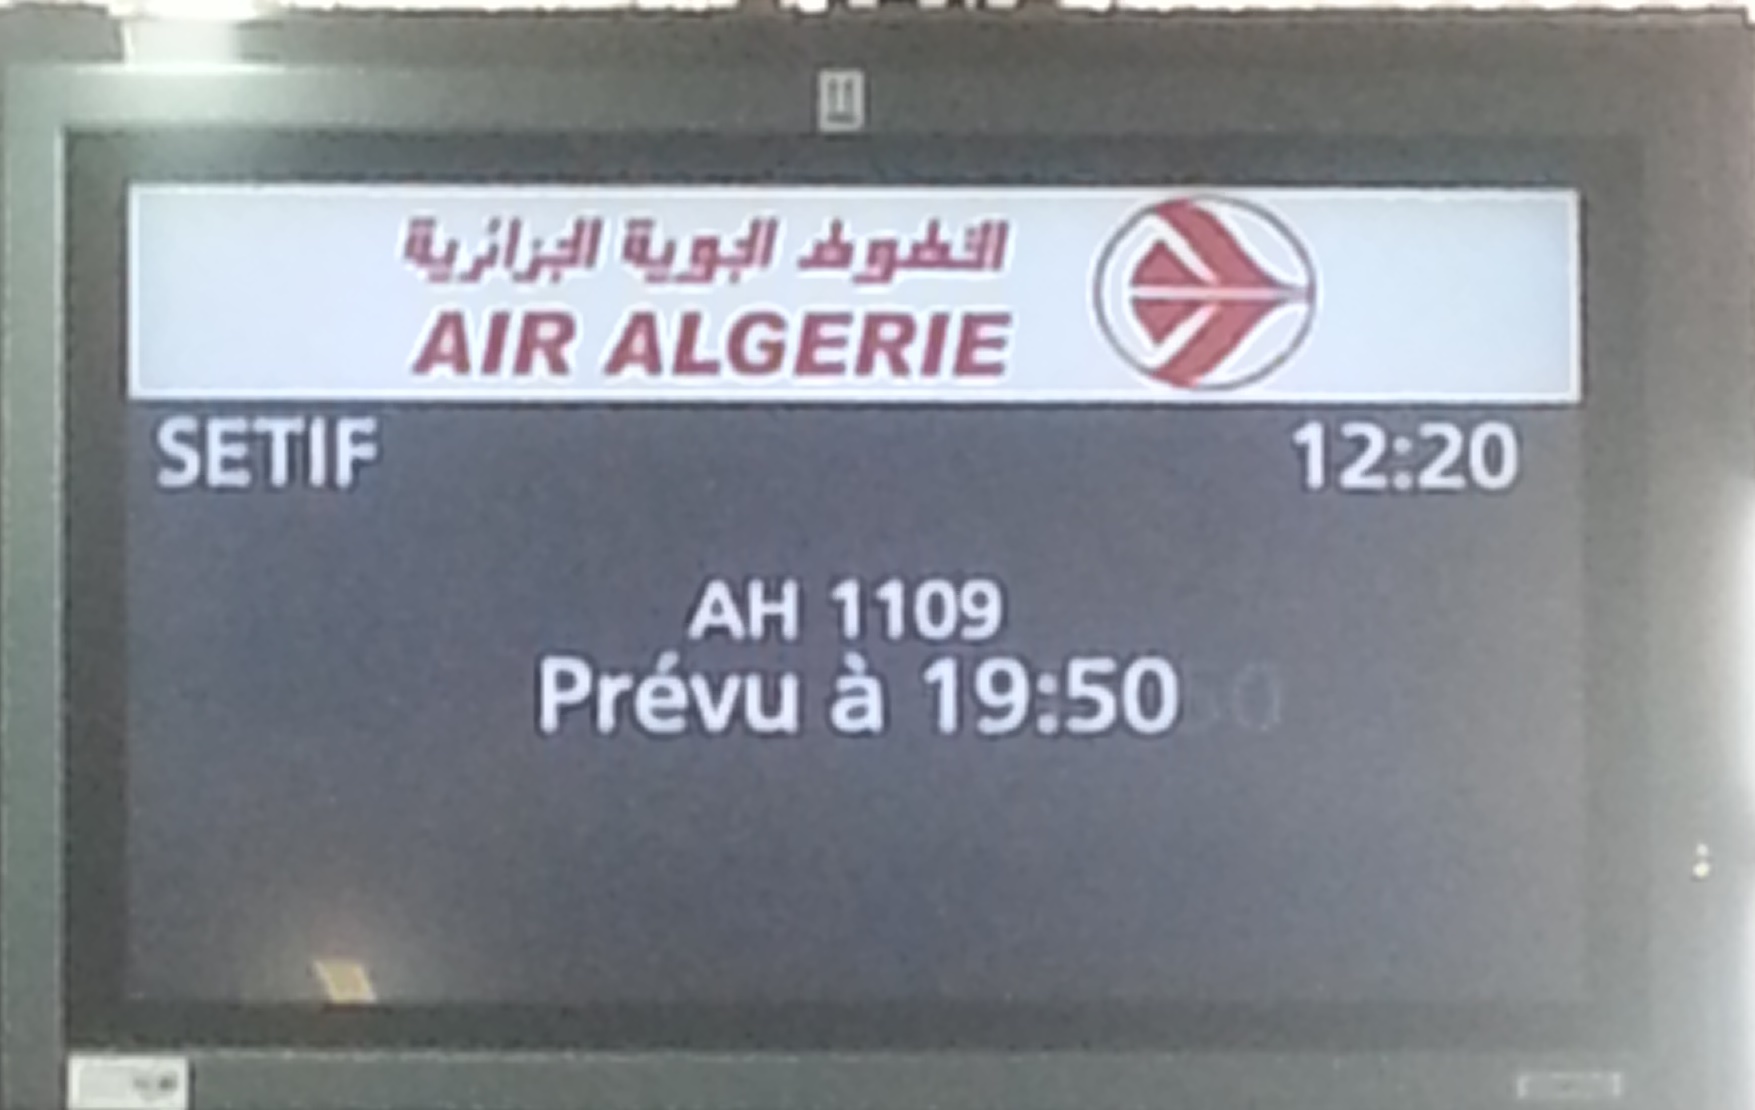 الخطوط الجوية الجزائرية
AIR ALGERIE
SETIF 12:20
AH 1109
Prévu à 19:50